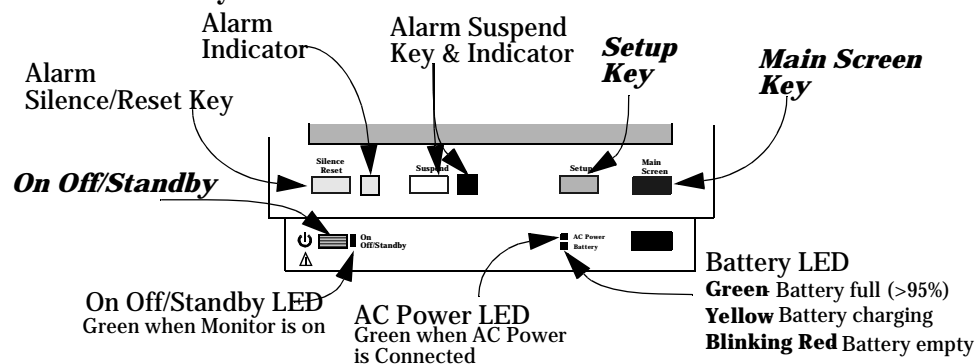 Alarm
Indicator
Alarm Suspend
Key & Indicator
Setup
Key
Main Screen
Key
Alarm
Silence/Reset Key
Silence
Reset
Suspend
Setup
Main
Screen
On Off/Standby
On
Off/Standby
AC Power
Battery
On Off/Standby LED
Green when Monitor is on
AC Power LED
Green when AC Power
is Connected
Battery LED
Green- Battery full (>95%)
Yellow Battery charging
Blinking Red Battery empty